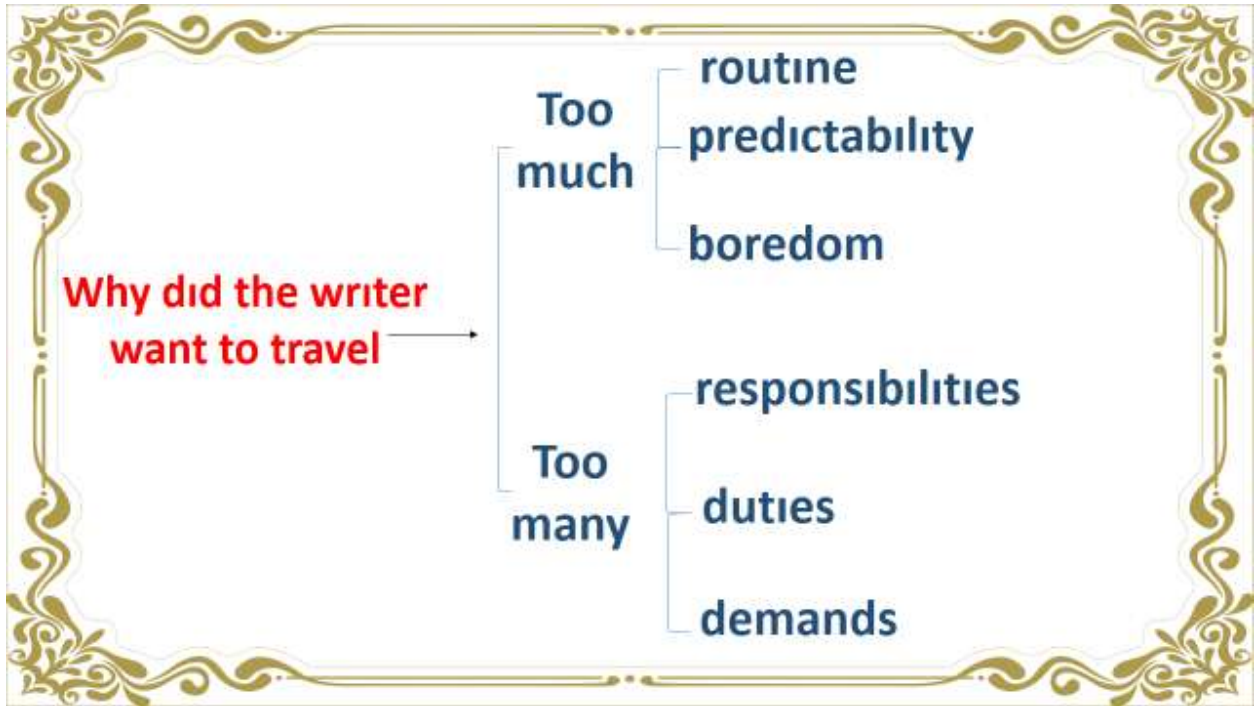 Why dıd the wrıter
want to travel
Too
much
routıne
predıctabılıty
boredom
Too
many
responsıbılıtıes
dutıes
demands